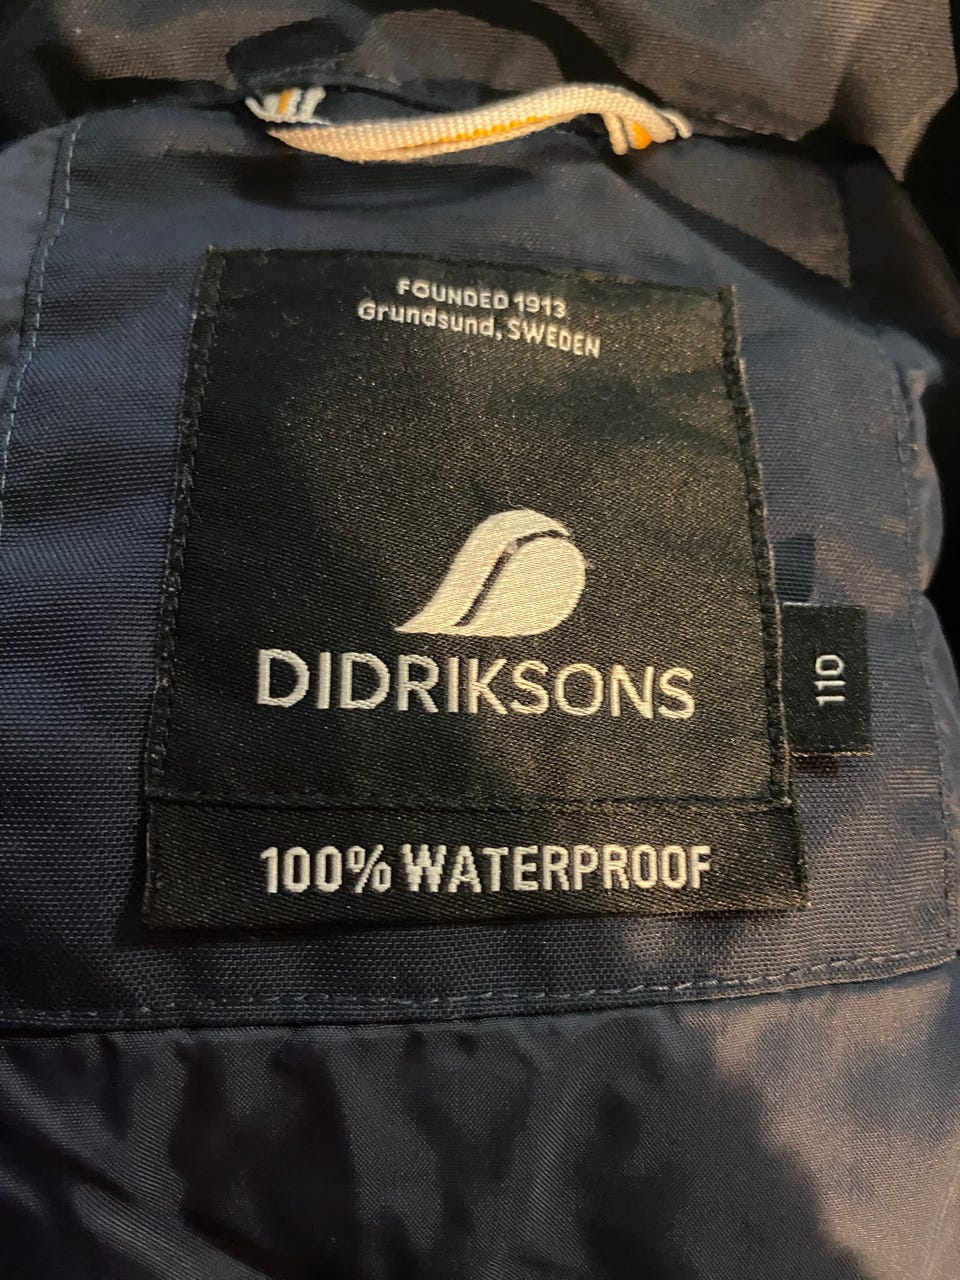 FOUNDED 1913
Grundsund, SWEDEN
DIDRIKSONS
110
100% WATERPROOF